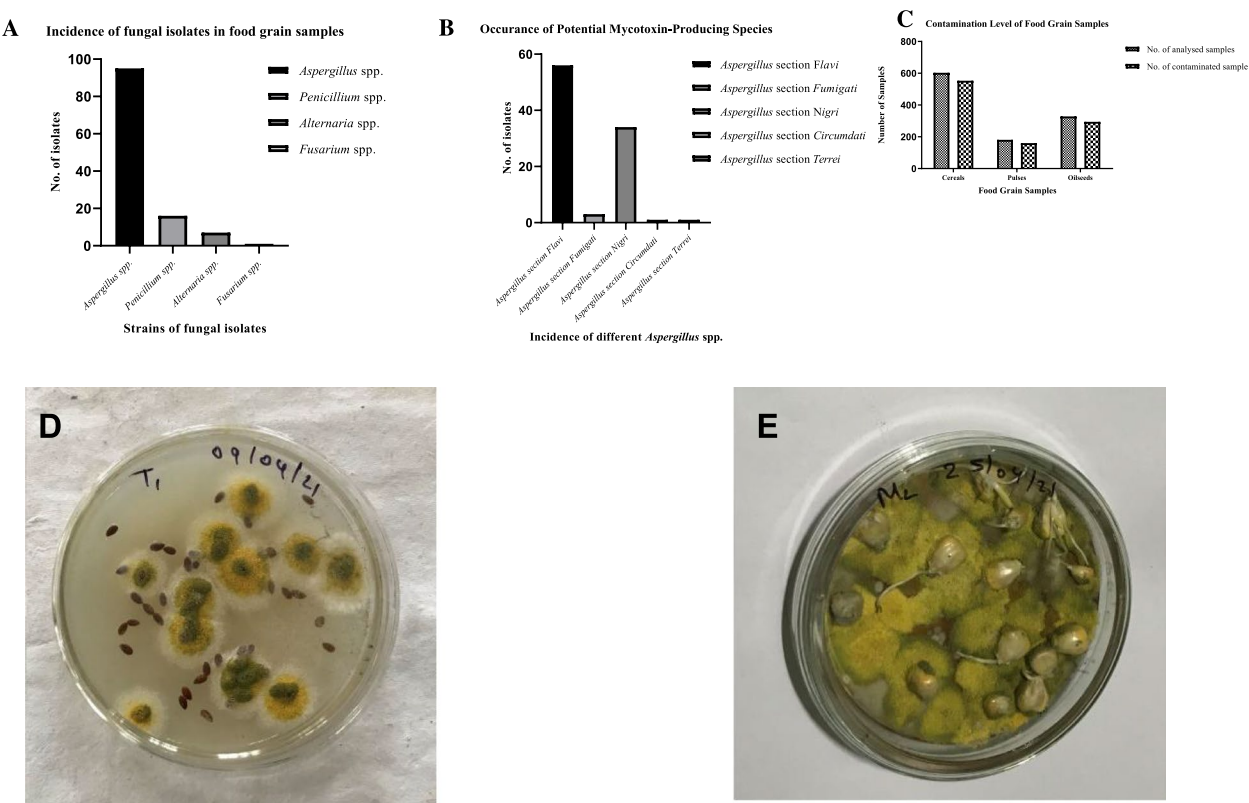 A
Incidence of fungal isolates in food grain samples
No. of isolates
100
80
60
40
20
0
Aspergillus spp.
Penicillium spp.
Alternaria spp.
Fusarium spp.
Aspergillus spp.
Penicillium spp.
Alternaria spp.
Fusarium spp.
Strains of fungal isolates
B
Occurance of Potential Mycotoxin-Producing Species
No. of isolates
60
40
20
0
Aspergillus section Flavi
Aspergillus section Fumigati
Aspergillus section Nigri
Aspergillus section Circumdati
Aspergillus section Terrei
Aspergillus section Flavi
Aspergillus section Fumigati
Aspergillus section Nigri
Aspergillus section Circumdati
Aspergillus section Terrei
Incidence of different Aspergillus spp.
C
Contamination Level of Food Grain Samples
Number of SampleS
800
600
400
200
0
No. of analysed samples
No. of contaminated sample
Cereals
Pulses
Oilseeds
Food Grain Samples
D
T1
09/04/21
E
M2
25/04/21